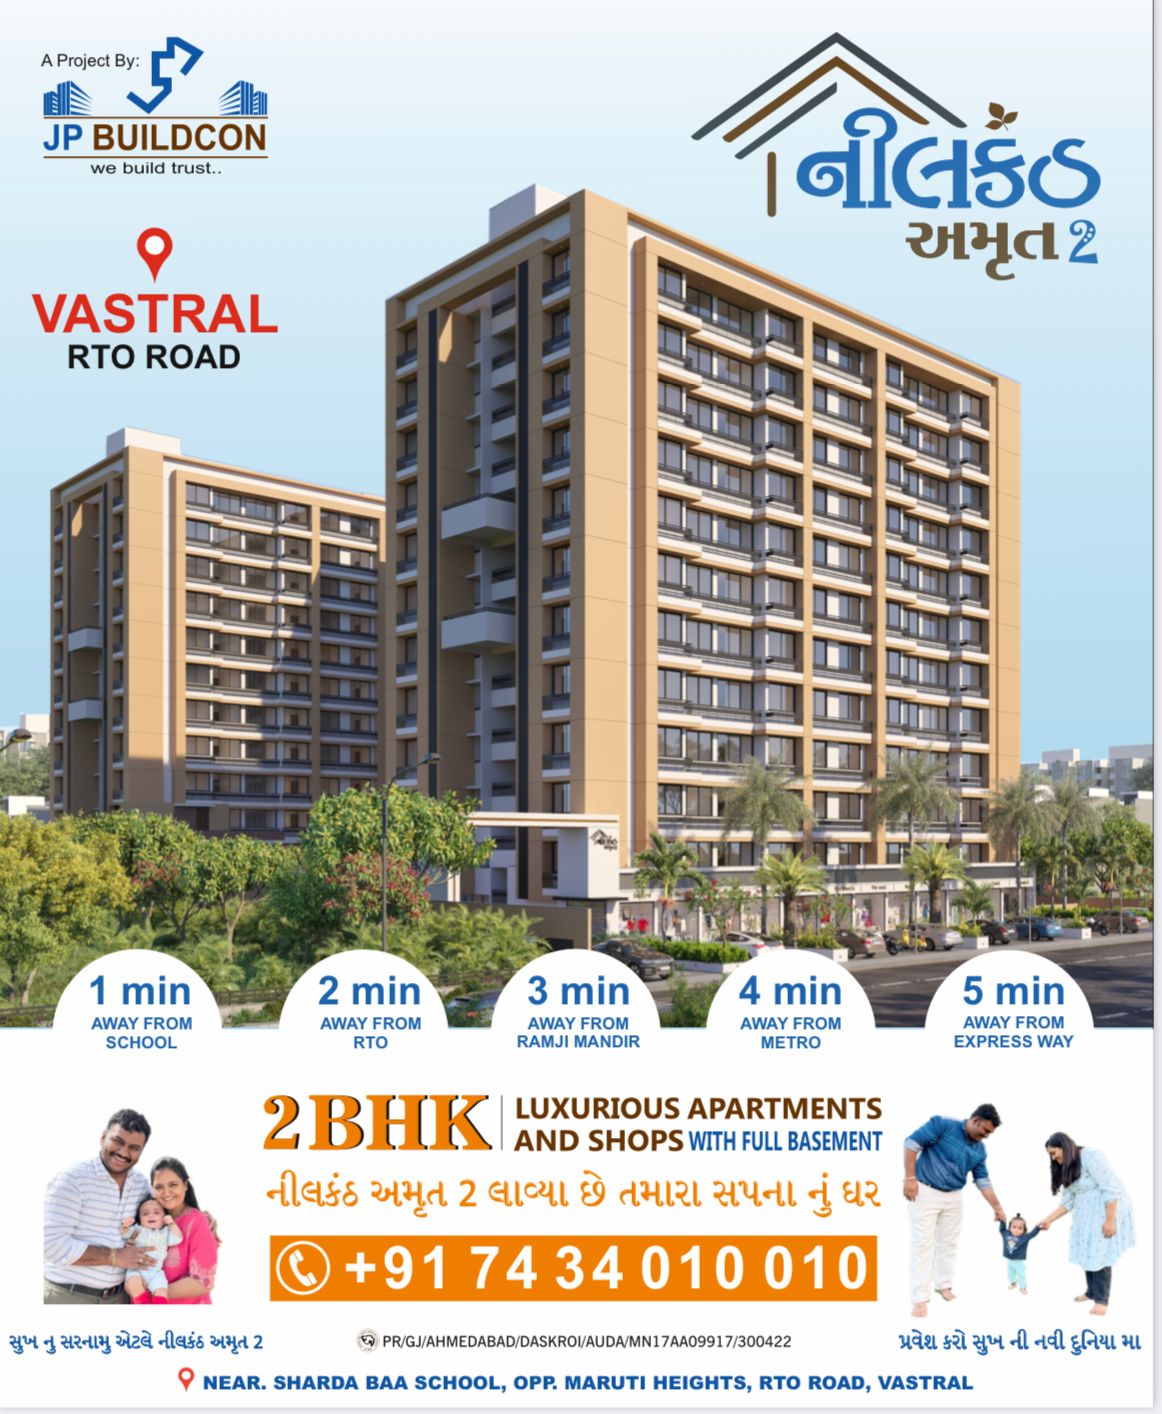 A Project By:
JP BUILDCON
we build trust..
નીલકંઠ
અમૃત 2
VASTRAL
RTO ROAD
1 min
AWAY FROM
SCHOOL
2 min
AWAY FROM
RTO
3 min
AWAY FROM
RAMJI MANDIR
4 min
AWAY FROM
METRO
5 min
AWAY FROM
EXPRESS WAY
2 BHK
LUXURIOUS APARTMENTS
AND SHOPS WITH FULL BASEMENT
નીલકંઠ અમૃત 2 લાવ્યા છે તમારા સપના નું ઘર
+91 74 34 010 010
સુખ નુ સરનામુ એટલે નીલકંઠ અમૃત 2
PR/GJ/AHMEDABAD/DASKROI/AUDA/MN17AA09917/300422
પ્રવેશ કરો સુખ ની નવી દુનિયા મા
NEAR. SHARDA BAA SCHOOL, OPP. MARUTI HEIGHTS, RTO ROAD, VASTRAL